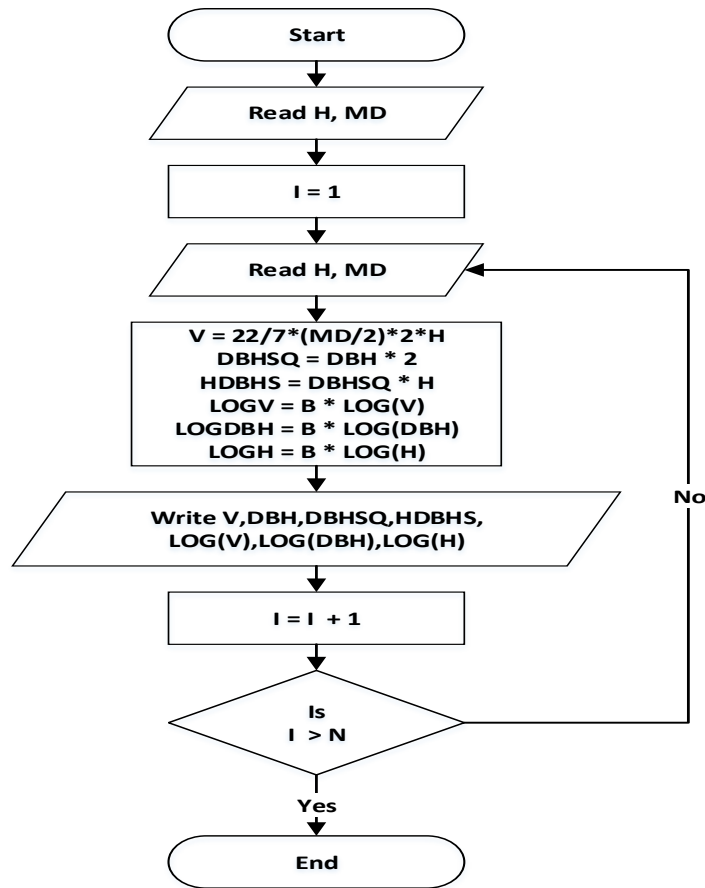 Start
Read H, MD
I = 1
Read H, MD
V = 22/7*(MD/2)*2*H
DBHSQ = DBH * 2
HDBHS = DBHSQ * H
LOGV = B * LOG(V)
LOGDBH = B * LOG(DBH)
LOGH = B * LOG(H)
Write V,DBH,DBHSQ,HDBHS,
LOG(V),LOG(DBH),LOG(H)
I = I + 1
Is
I > N
No
Yes
End